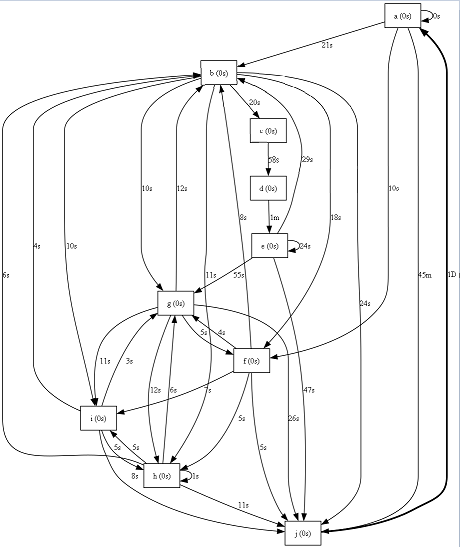 a (0s)
0s
21s
b (0s)
20s
c (0s)
58s
29s
d (0s)
10s
12s
10s
8s
1m
18s
4s
10s
e (0s)
24s
6s
11s
55s
45m
1D
g (0s)
24s
5s
4s
11s
3s
f (0s)
12s
6s
7s
47s
i (0s)
5s
26s
5s
5s
5s
8s
h (0s)
1s
11s
j (0s)